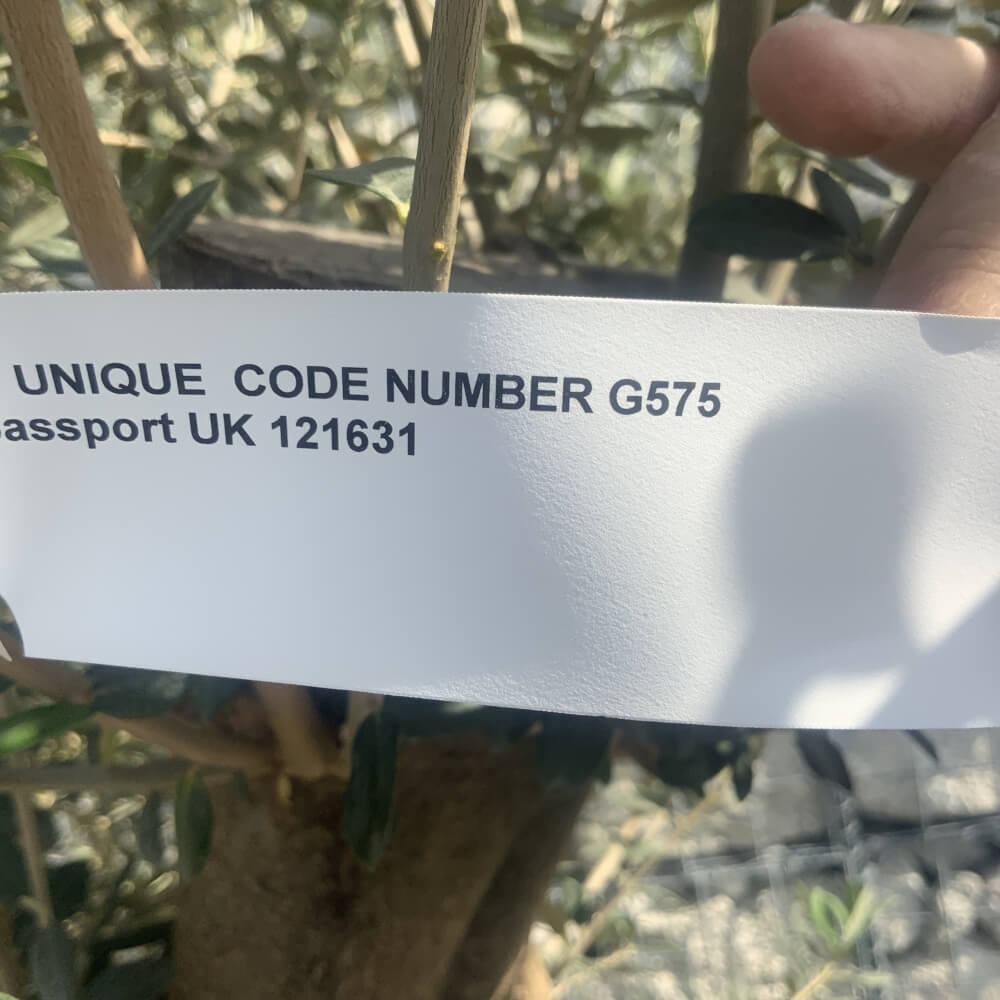 UNIQUE CODE NUMBER G575
assport UK 121631